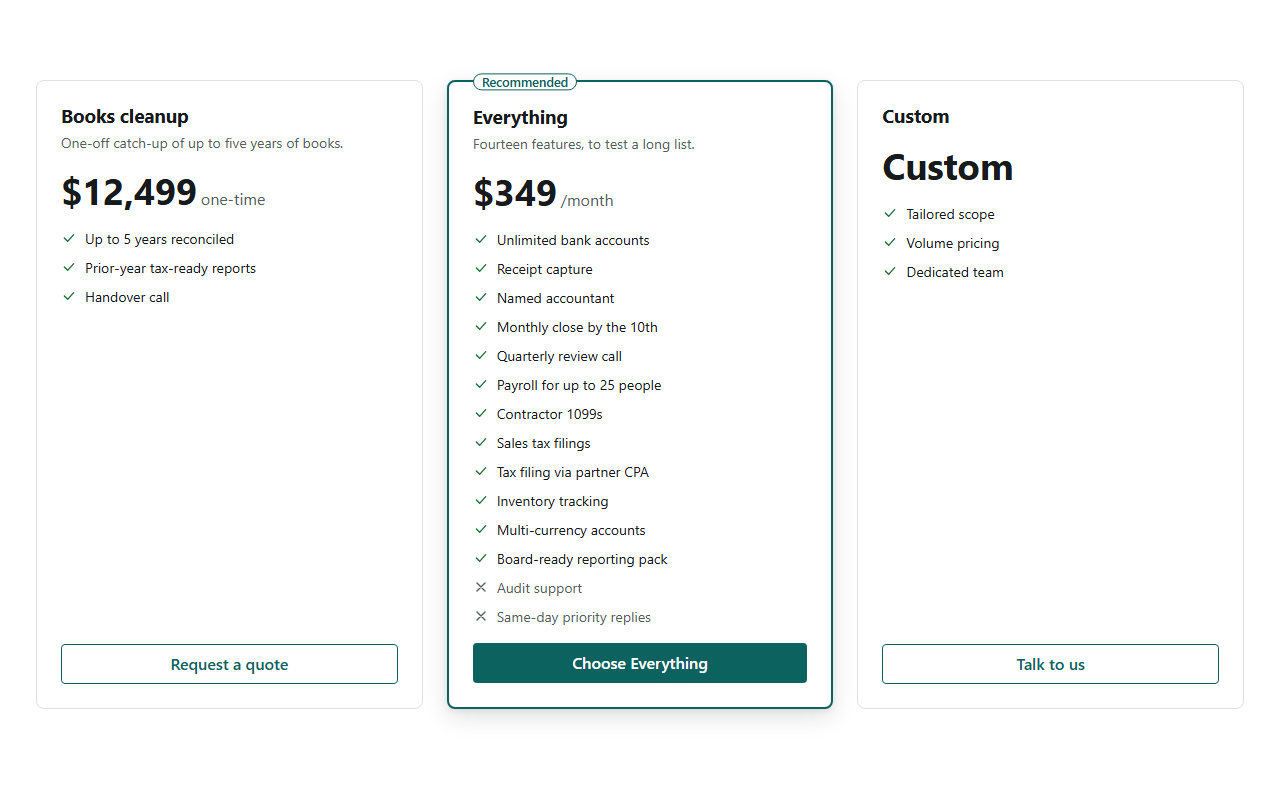 Books cleanup
One-off catch-up of up to five years of books.
$12,499 one-time
Up to 5 years reconciled
Prior-year tax-ready reports
Handover call
Request a quote
Recommended
Everything
Fourteen features, to test a long list.
$349 /month
Unlimited bank accounts
Receipt capture
Named accountant
Monthly close by the 10th
Quarterly review call
Payroll for up to 25 people
Contractor 1099s
Sales tax filings
Tax filing via partner CPA
Inventory tracking
Multi-currency accounts
Board-ready reporting pack
Audit support
Same-day priority replies
Choose Everything
Custom
Custom
Tailored scope
Volume pricing
Dedicated team
Talk to us